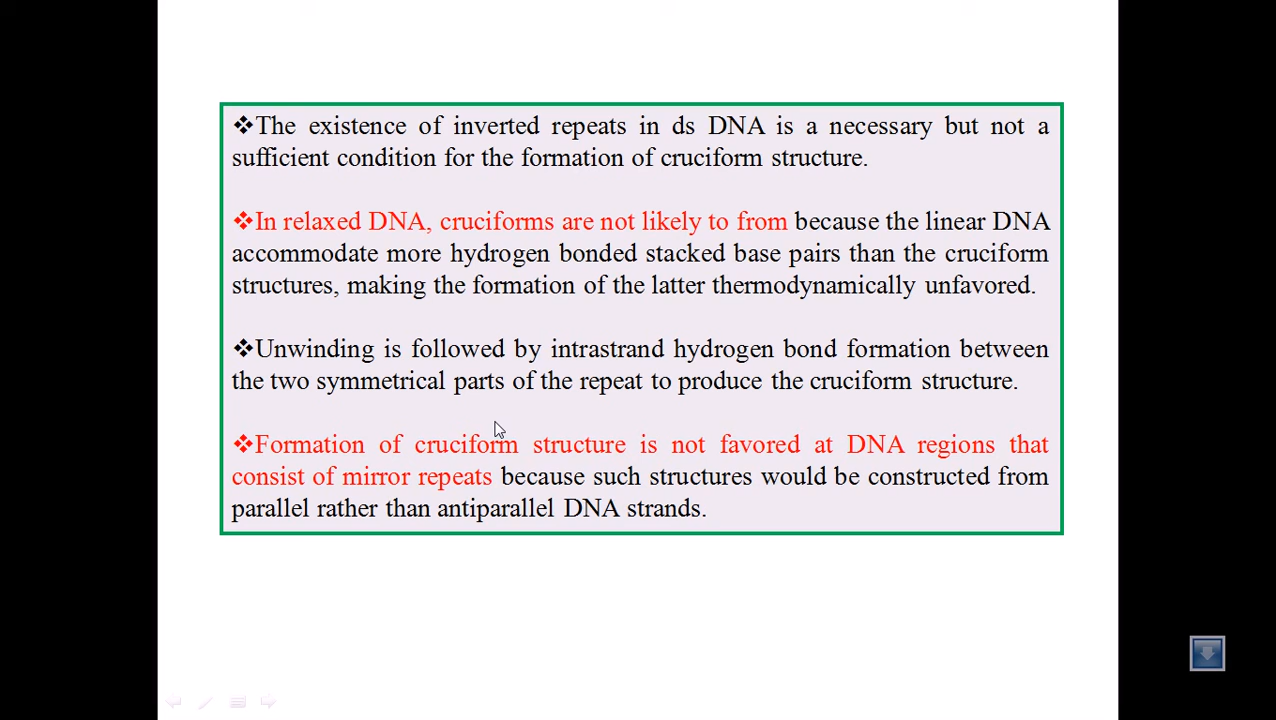 ❖The existence of inverted repeats in ds DNA is a necessary but not a
sufficient condition for the formation of cruciform structure.
❖In relaxed DNA, cruciforms are not likely to from because the linear DNA
accommodate more hydrogen bonded stacked base pairs than the cruciform
structures, making the formation of the latter thermodynamically unfavored.
❖Unwinding is followed by intrastrand hydrogen bond formation between
the two symmetrical parts of the repeat to produce the cruciform structure.
❖Formation of cruciform structure is not favored at DNA regions that
consist of mirror repeats because such structures would be constructed from
parallel rather than antiparallel DNA strands.